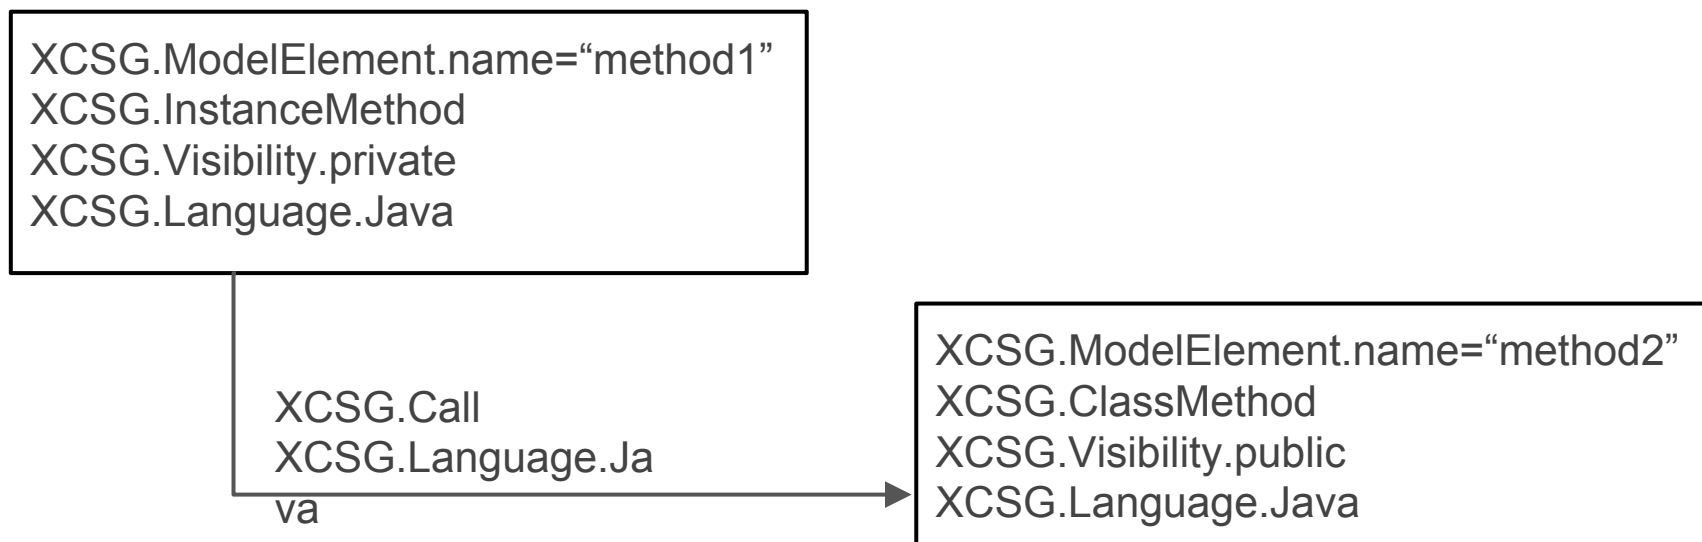 XCSG.ModelElement.name=“method1”
XCSG.InstanceMethod
XCSG.Visibility.private
XCSG.Language.Java
XCSG.Call
XCSG.Language.Ja
va
XCSG.ModelElement.name=“method2”
XCSG.ClassMethod
XCSG.Visibility.public
XCSG.Language.Java